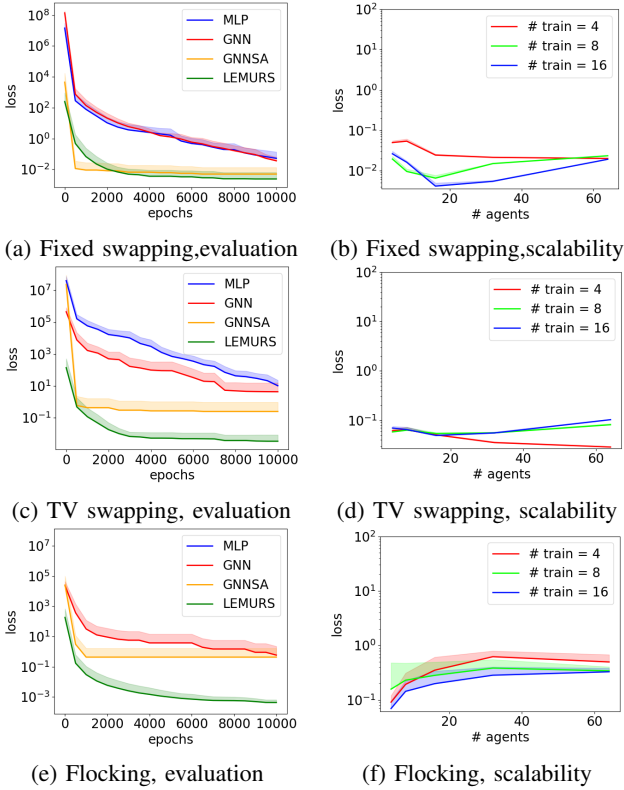 10^8
10^6
10^4
10^2
10^0
10^-2
loss
0 2000 4000 6000 8000 10000
epochs
MLP
GNN
GNNSA
LEMURS
(a) Fixed swapping,evaluation
10^2
10^1
10^0
10^-1
10^-2
loss
20 40 60
# agents
# train = 4
# train = 8
# train = 16
(b) Fixed swapping,scalability
10^7
10^5
10^3
10^1
10^-1
loss
0 2000 4000 6000 8000 10000
epochs
MLP
GNN
GNNSA
LEMURS
(c) TV swapping, evaluation
10^2
10^1
10^0
10^-1
loss
20 40 60
# agents
# train = 4
# train = 8
# train = 16
(d) TV swapping, scalability
10^7
10^5
10^3
10^1
10^-1
10^-3
loss
0 2000 4000 6000 8000 10000
epochs
MLP
GNN
GNNSA
LEMURS
(e) Flocking, evaluation
10^2
10^1
10^0
10^-1
loss
20 40 60
# agents
# train = 4
# train = 8
# train = 16
(f) Flocking, scalability